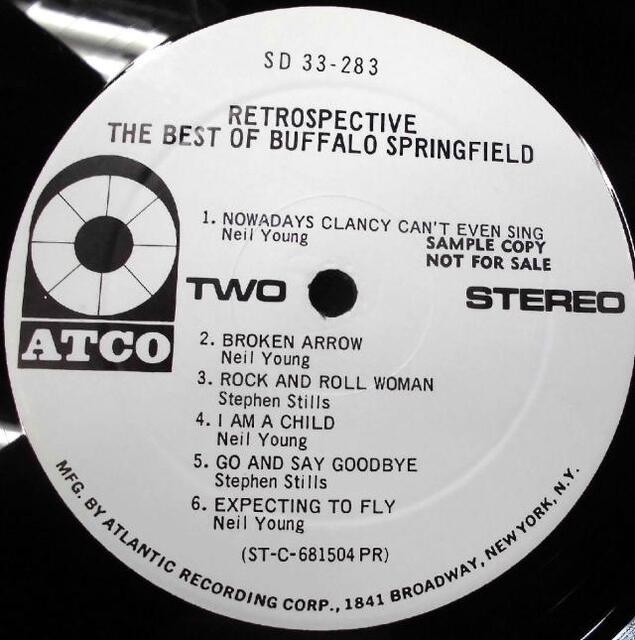 SD 33-283
RETROSPECTIVE
THE BEST OF BUFFALO SPRINGFIELD
1. NOWADAYS CLANCY CAN'T EVEN SING
Neil Young
SAMPLE COPY
NOT FOR SALE
TWO
STEREO
ATCO
2. BROKEN ARROW
Neil Young
3. ROCK AND ROLL WOMAN
Stephen Stills
4. I AM A CHILD
Neil Young
5. GO AND SAY GOODBYE
Stephen Stills
6. EXPECTING TO FLY
Neil Young
(ST-C-681504 PR)
MFG. BY ATLANTIC RECORDING CORP., 1841 BROADWAY, NEW YORK, N.Y.